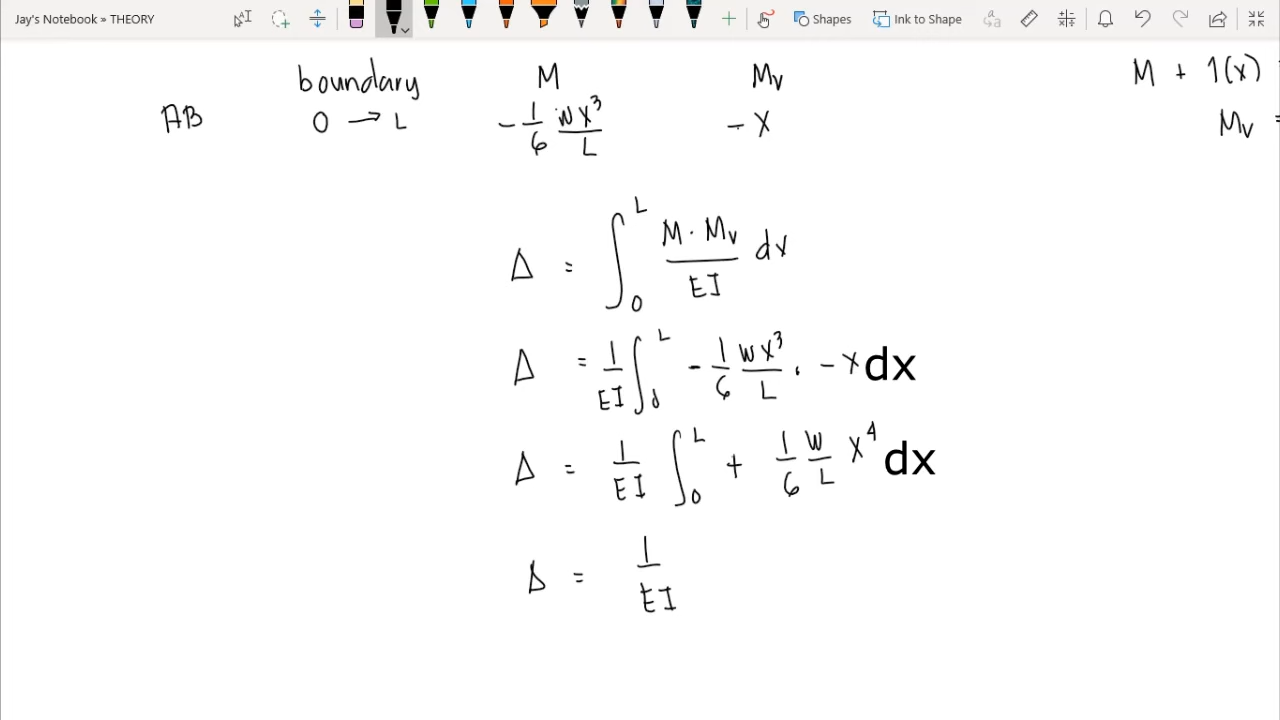 Jay's Notebook » THEORY Shapes Ink to Shape
boundary M Mv M + 1(x)
AB 0 → L - 1/6 wx³/L - x Mv =
Δ = ∫₀ᴸ M · Mv / EI dx
Δ = 1/EI ∫₀ᴸ - 1/6 wx³/L · - x dx
Δ = 1/EI ∫₀ᴸ + 1/6 w/L x⁴ dx
Δ = 1/EI